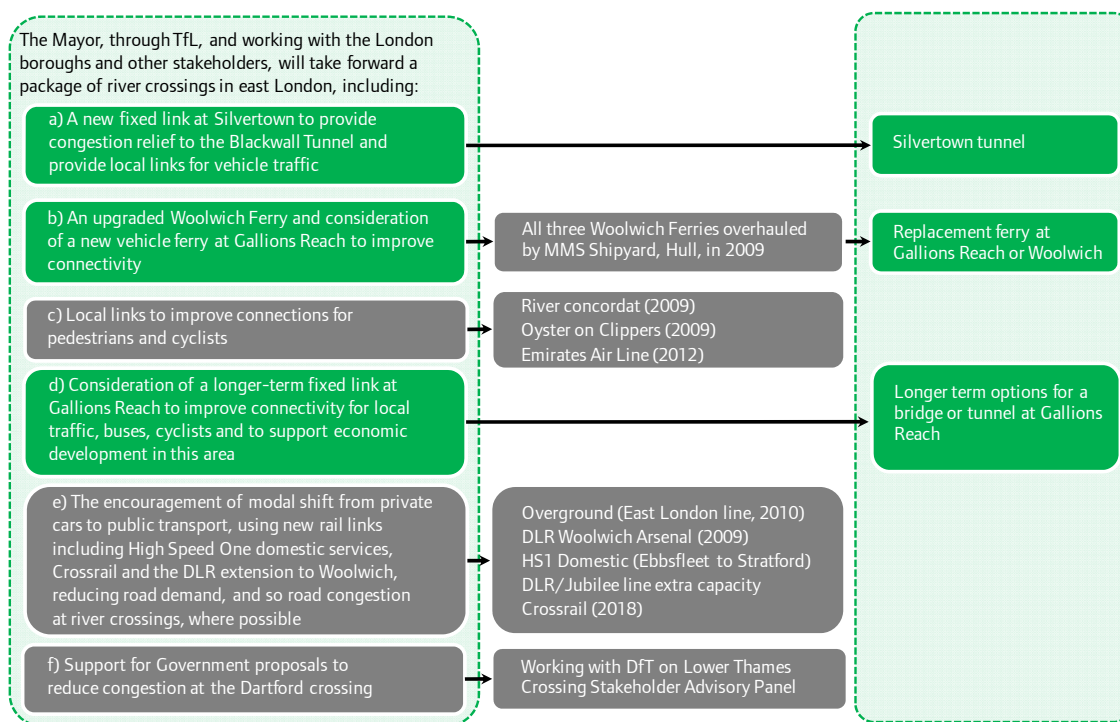 The Mayor, through TfL, and working with the London
boroughs and other stakeholders, will take forward a
package of river crossings in east London, including:
a) A new fixed link at Silvertown to provide
congestion relief to the Blackwall Tunnel and
provide local links for vehicle traffic
Silvertown tunnel
b) An upgraded Woolwich Ferry and consideration
of a new vehicle ferry at Gallions Reach to improve
connectivity
All three Woolwich Ferries overhauled
by MMS Shipyard, Hull, in 2009
Replacement ferry at
Gallions Reach or Woolwich
c) Local links to improve connections for
pedestrians and cyclists
River concordat (2009)
Oyster on Clippers (2009)
Emirates Air Line (2012)
d) Consideration of a longer-term fixed link at
Gallions Reach to improve connectivity for local
traffic, buses, cyclists and to support economic
development in this area
Longer term options for a
bridge or tunnel at Gallions
Reach
e) The encouragement of modal shift from private
cars to public transport, using new rail links
including High Speed One domestic services,
Crossrail and the DLR extension to Woolwich,
reducing road demand, and so road congestion
at river crossings, where possible
Overground (East London line, 2010)
DLR Woolwich Arsenal (2009)
HS1 Domestic (Ebbsfleet to Stratford)
DLR/Jubilee line extra capacity
Crossrail (2018)
f) Support for Government proposals to
reduce congestion at the Dartford crossing
Working with DfT on Lower Thames
Crossing Stakeholder Advisory Panel